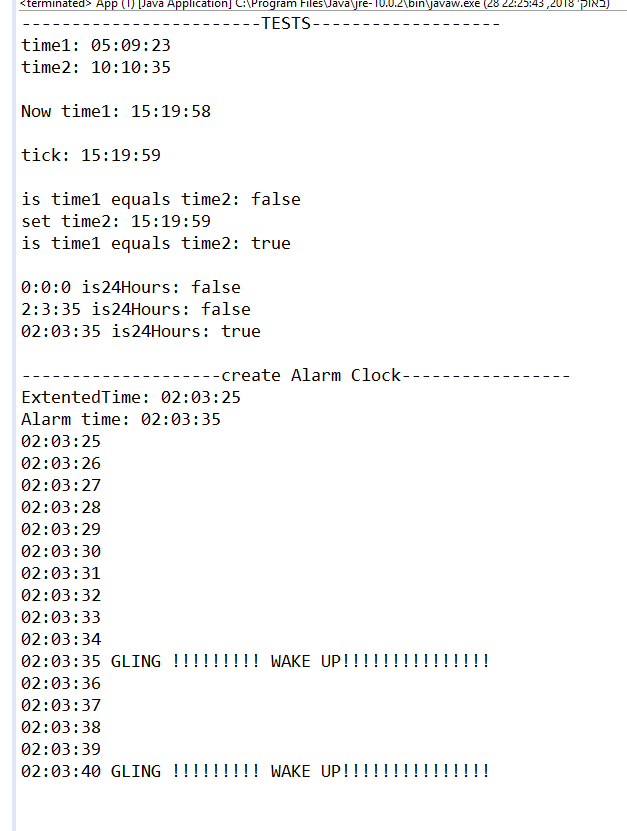 <terminated> App (1) [Java Application] C:\Program Files\Java\jre-10.0.2\bin\javaw.exe (28 באוק׳ 2018, 22:25:43)
------------------------TESTS-------------------
time1: 05:09:23
time2: 10:10:35
Now time1: 15:19:58
tick: 15:19:59
is time1 equals time2: false
set time2: 15:19:59
is time1 equals time2: true
0:0:0 is24Hours: false
2:3:35 is24Hours: false
02:03:35 is24Hours: true
--------------------create Alarm Clock-----------------
ExtentedTime: 02:03:25
Alarm time: 02:03:35
02:03:25
02:03:26
02:03:27
02:03:28
02:03:29
02:03:30
02:03:31
02:03:32
02:03:33
02:03:34
02:03:35 GLING !!!!!!!!! WAKE UP!!!!!!!!!!!!!!!
02:03:36
02:03:37
02:03:38
02:03:39
02:03:40 GLING !!!!!!!!! WAKE UP!!!!!!!!!!!!!!!